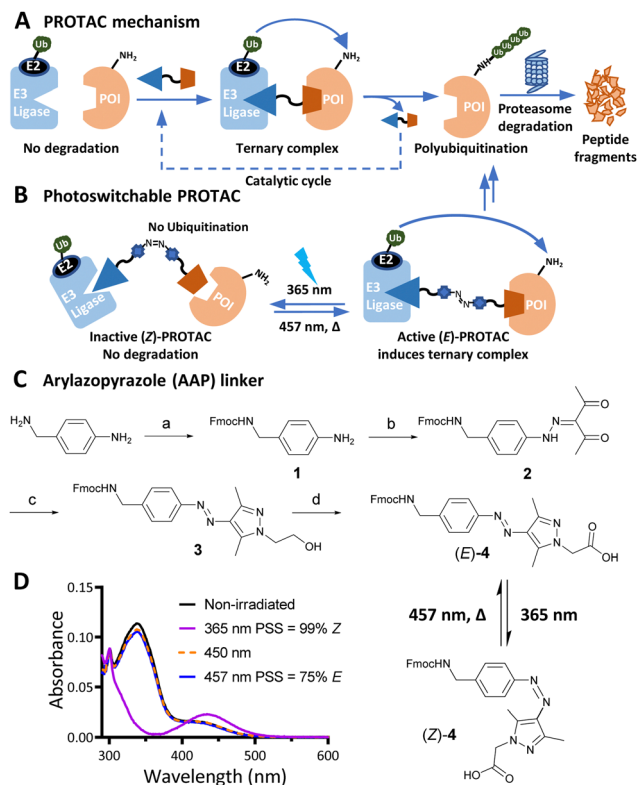 A PROTAC mechanism
Ub
E2
E3
Ligase
NH2
POI
No degradation
Ub
E2
E3
Ligase
NH2
POI
Ternary complex
Catalytic cycle
Ub Ub Ub Ub
NH
POI
Polyubiquitination
Proteasome
degradation
Peptide
fragments
B Photoswitchable PROTAC
No Ubiquitination
Ub
E2
E3
Ligase
N=N
NH2
POI
Inactive (Z)-PROTAC
No degradation
365 nm
457 nm, Δ
Ub
E2
E3
Ligase
N
N
NH2
POI
Active (E)-PROTAC
induces ternary complex
C Arylazopyrazole (AAP) linker
H2N
NH2
a
FmocHN
NH2
1
b
FmocHN
N
H
N
O
O
2
c
FmocHN
N
N
N
N
OH
3
d
FmocHN
N
N
N
N
O
OH
(E)-4
457 nm, Δ
365 nm
FmocHN
N
N
N
N
HO
O
(Z)-4
D
Absorbance
0.15
0.10
0.05
0.00
300 400 500 600
Wavelength (nm)
Non-irradiated
365 nm PSS = 99% Z
450 nm
457 nm PSS = 75% E